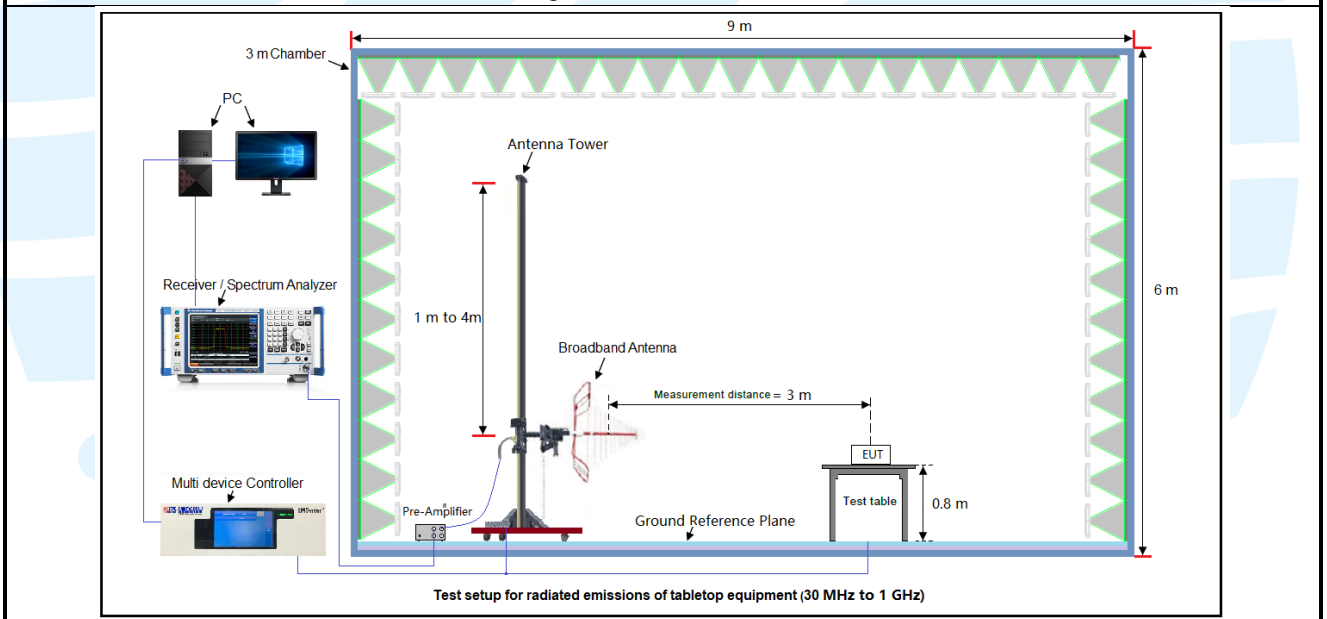 9 m
3 m Chamber
PC
Antenna Tower
Receiver / Spectrum Analyzer
6 m
1 m to 4m
Broadband Antenna
Measurement distance = 3 m
EUT
Multi device Controller
Test table
0.8 m
Pre-Amplifier
Ground Reference Plane
Test setup for radiated emissions of tabletop equipment (30 MHz to 1 GHz)